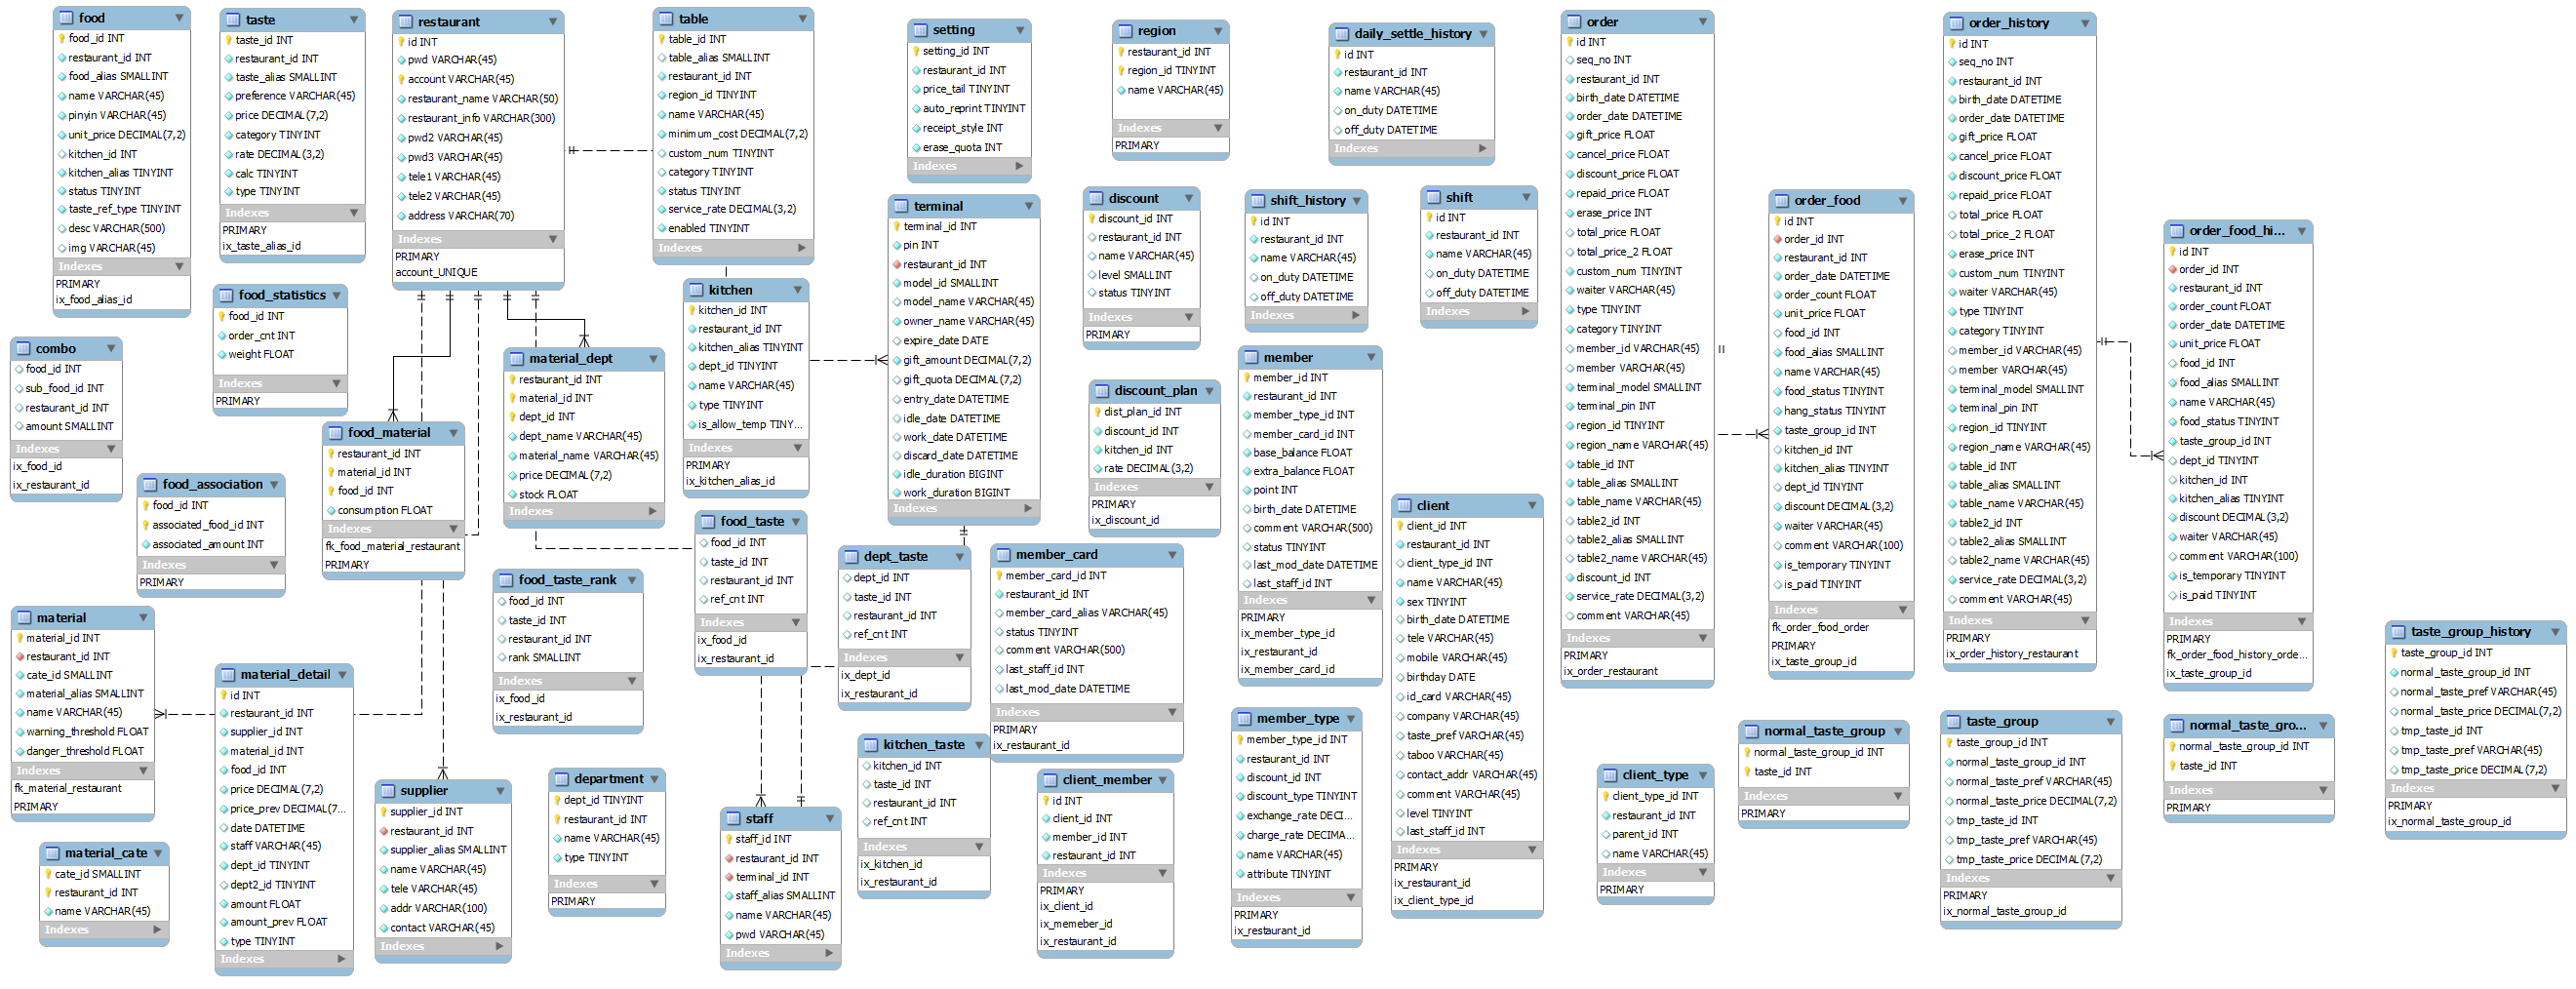 food
food_id INT
restaurant_id INT
food_alias SMALLINT
name VARCHAR(45)
pinyin VARCHAR(45)
unit_price DECIMAL(7,2)
kitchen_id INT
kitchen_alias TINYINT
status TINYINT
taste_ref_type TINYINT
desc VARCHAR(500)
img VARCHAR(45)
Indexes
PRIMARY
ix_food_alias_id
taste
taste_id INT
restaurant_id INT
taste_alias SMALLINT
preference VARCHAR(45)
price DECIMAL(7,2)
category TINYINT
rate DECIMAL(3,2)
calc TINYINT
type TINYINT
Indexes
PRIMARY
ix_taste_alias_id
restaurant
id INT
pwd VARCHAR(45)
account VARCHAR(45)
restaurant_name VARCHAR(50)
restaurant_info VARCHAR(300)
pwd2 VARCHAR(45)
pwd3 VARCHAR(45)
tele1 VARCHAR(45)
tele2 VARCHAR(45)
address VARCHAR(70)
Indexes
PRIMARY
account_UNIQUE
table
table_id INT
table_alias SMALLINT
restaurant_id INT
region_id TINYINT
name VARCHAR(45)
minimum_cost DECIMAL(7,2)
custom_num TINYINT
category TINYINT
status TINYINT
service_rate DECIMAL(3,2)
enabled TINYINT
Indexes
setting
setting_id INT
restaurant_id INT
price_tail TINYINT
auto_reprint TINYINT
receipt_style INT
erase_quota INT
Indexes
region
restaurant_id INT
region_id TINYINT
name VARCHAR(45)
Indexes
PRIMARY
daily_settle_history
id INT
restaurant_id INT
name VARCHAR(45)
on_duty DATETIME
off_duty DATETIME
Indexes
order
id INT
seq_no INT
restaurant_id INT
birth_date DATETIME
order_date DATETIME
gift_price FLOAT
cancel_price FLOAT
discount_price FLOAT
repaid_price FLOAT
erase_price INT
total_price FLOAT
total_price_2 FLOAT
custom_num TINYINT
waiter VARCHAR(45)
type TINYINT
category TINYINT
member_id VARCHAR(45)
member VARCHAR(45)
terminal_model SMALLINT
terminal_pin INT
region_id TINYINT
region_name VARCHAR(45)
table_id INT
table_alias SMALLINT
table_name VARCHAR(45)
table2_id INT
table2_alias SMALLINT
table2_name VARCHAR(45)
discount_id INT
service_rate DECIMAL(3,2)
comment VARCHAR(45)
Indexes
PRIMARY
ix_order_restaurant
order_history
id INT
seq_no INT
restaurant_id INT
birth_date DATETIME
order_date DATETIME
gift_price FLOAT
cancel_price FLOAT
discount_price FLOAT
repaid_price FLOAT
total_price FLOAT
total_price_2 FLOAT
erase_price INT
custom_num TINYINT
waiter VARCHAR(45)
type TINYINT
category TINYINT
member_id VARCHAR(45)
member VARCHAR(45)
terminal_model SMALLINT
terminal_pin INT
region_id TINYINT
region_name VARCHAR(45)
table_id INT
table_alias SMALLINT
table_name VARCHAR(45)
table2_id INT
table2_alias SMALLINT
table2_name VARCHAR(45)
service_rate DECIMAL(3,2)
comment VARCHAR(45)
Indexes
PRIMARY
ix_order_history_restaurant
terminal
terminal_id INT
pin INT
restaurant_id INT
model_id SMALLINT
model_name VARCHAR(45)
owner_name VARCHAR(45)
expire_date DATE
gift_amount DECIMAL(7,2)
gift_quota DECIMAL(7,2)
entry_date DATETIME
idle_date DATETIME
work_date DATETIME
discard_date DATETIME
idle_duration BIGINT
work_duration BIGINT
Indexes
discount
discount_id INT
restaurant_id INT
name VARCHAR(45)
level SMALLINT
status TINYINT
Indexes
PRIMARY
shift_history
id INT
restaurant_id INT
name VARCHAR(45)
on_duty DATETIME
off_duty DATETIME
Indexes
shift
id INT
restaurant_id INT
name VARCHAR(45)
on_duty DATETIME
off_duty DATETIME
Indexes
order_food
id INT
order_id INT
restaurant_id INT
order_date DATETIME
order_count FLOAT
unit_price FLOAT
food_id INT
food_alias SMALLINT
name VARCHAR(45)
food_status TINYINT
hang_status TINYINT
taste_group_id INT
kitchen_id INT
kitchen_alias TINYINT
dept_id TINYINT
discount DECIMAL(3,2)
waiter VARCHAR(45)
comment VARCHAR(100)
is_temporary TINYINT
is_paid TINYINT
Indexes
fk_order_food_order
PRIMARY
ix_taste_group_id
order_food_hi...
id INT
order_id INT
restaurant_id INT
order_count FLOAT
order_date DATETIME
unit_price FLOAT
food_id INT
food_alias SMALLINT
name VARCHAR(45)
food_status TINYINT
taste_group_id INT
dept_id TINYINT
kitchen_id INT
kitchen_alias TINYINT
discount DECIMAL(3,2)
waiter VARCHAR(45)
comment VARCHAR(100)
is_temporary TINYINT
is_paid TINYINT
Indexes
PRIMARY
fk_order_food_history_orde...
ix_taste_group_id
food_statistics
food_id INT
order_cnt INT
weight FLOAT
Indexes
PRIMARY
kitchen
kitchen_id INT
restaurant_id INT
kitchen_alias TINYINT
dept_id TINYINT
name VARCHAR(45)
type TINYINT
is_allow_temp TINY...
Indexes
PRIMARY
ix_kitchen_alias_id
combo
food_id INT
sub_food_id INT
restaurant_id INT
amount SMALLINT
Indexes
ix_food_id
ix_restaurant_id
material_dept
restaurant_id INT
material_id INT
dept_id INT
dept_name VARCHAR(45)
material_name VARCHAR(45)
price DECIMAL(7,2)
stock FLOAT
Indexes
member
member_id INT
restaurant_id INT
member_type_id INT
member_card_id INT
base_balance FLOAT
extra_balance FLOAT
point INT
birth_date DATETIME
comment VARCHAR(500)
status TINYINT
last_mod_date DATETIME
last_staff_id INT
Indexes
PRIMARY
ix_member_type_id
ix_restaurant_id
ix_member_card_id
discount_plan
dist_plan_id INT
discount_id INT
kitchen_id INT
rate DECIMAL(3,2)
Indexes
PRIMARY
ix_discount_id
food_material
restaurant_id INT
material_id INT
food_id INT
consumption FLOAT
Indexes
fk_food_material_restaurant
PRIMARY
food_association
food_id INT
associated_food_id INT
associated_amount INT
Indexes
PRIMARY
client
client_id INT
restaurant_id INT
client_type_id INT
name VARCHAR(45)
sex TINYINT
birth_date DATETIME
tele VARCHAR(45)
mobile VARCHAR(45)
birthday DATE
id_card VARCHAR(45)
company VARCHAR(45)
taste_pref VARCHAR(45)
taboo VARCHAR(45)
contact_addr VARCHAR(45)
comment VARCHAR(45)
level TINYINT
last_staff_id INT
Indexes
PRIMARY
ix_restaurant_id
ix_client_type_id
food_taste
food_id INT
taste_id INT
restaurant_id INT
ref_cnt INT
Indexes
ix_food_id
ix_restaurant_id
dept_taste
dept_id INT
taste_id INT
restaurant_id INT
ref_cnt INT
Indexes
ix_dept_id
ix_restaurant_id
member_card
member_card_id INT
restaurant_id INT
member_card_alias VARCHAR(45)
status TINYINT
comment VARCHAR(500)
last_staff_id INT
last_mod_date DATETIME
Indexes
PRIMARY
ix_restaurant_id
food_taste_rank
food_id INT
taste_id INT
restaurant_id INT
rank SMALLINT
Indexes
ix_food_id
ix_restaurant_id
material
material_id INT
restaurant_id INT
cate_id SMALLINT
material_alias SMALLINT
name VARCHAR(45)
warning_threshold FLOAT
danger_threshold FLOAT
Indexes
fk_material_restaurant
PRIMARY
material_detail
id INT
restaurant_id INT
supplier_id INT
material_id INT
food_id INT
price DECIMAL(7,2)
price_prev DECIMAL(7...
date DATETIME
staff VARCHAR(45)
dept_id TINYINT
dept2_id TINYINT
amount FLOAT
amount_prev FLOAT
type TINYINT
Indexes
taste_group_history
taste_group_id INT
normal_taste_group_id INT
normal_taste_pref VARCHAR(45)
normal_taste_price DECIMAL(7,2)
tmp_taste_id INT
tmp_taste_pref VARCHAR(45)
tmp_taste_price DECIMAL(7,2)
Indexes
PRIMARY
ix_normal_taste_group_id
member_type
member_type_id INT
restaurant_id INT
discount_id INT
discount_type TINYINT
exchange_rate DECI...
charge_rate DECIMA...
name VARCHAR(45)
attribute TINYINT
Indexes
PRIMARY
ix_restaurant_id
normal_taste_group
normal_taste_group_id INT
taste_id INT
Indexes
PRIMARY
taste_group
taste_group_id INT
normal_taste_group_id INT
normal_taste_pref VARCHAR(45)
normal_taste_price DECIMAL(7,2)
tmp_taste_id INT
tmp_taste_pref VARCHAR(45)
tmp_taste_price DECIMAL(7,2)
Indexes
PRIMARY
ix_normal_taste_group_id
normal_taste_gro...
normal_taste_group_id INT
taste_id INT
Indexes
PRIMARY
kitchen_taste
kitchen_id INT
taste_id INT
restaurant_id INT
ref_cnt INT
Indexes
ix_kitchen_id
ix_restaurant_id
client_member
id INT
client_id INT
member_id INT
restaurant_id INT
Indexes
PRIMARY
ix_client_id
ix_memeber_id
ix_restaurant_id
client_type
client_type_id INT
restaurant_id INT
parent_id INT
name VARCHAR(45)
Indexes
PRIMARY
department
dept_id TINYINT
restaurant_id INT
name VARCHAR(45)
type TINYINT
Indexes
PRIMARY
supplier
supplier_id INT
restaurant_id INT
supplier_alias SMALLINT
name VARCHAR(45)
tele VARCHAR(45)
addr VARCHAR(100)
contact VARCHAR(45)
Indexes
staff
staff_id INT
restaurant_id INT
terminal_id INT
staff_alias SMALLINT
name VARCHAR(45)
pwd VARCHAR(45)
Indexes
material_cate
cate_id SMALLINT
restaurant_id INT
name VARCHAR(45)
Indexes